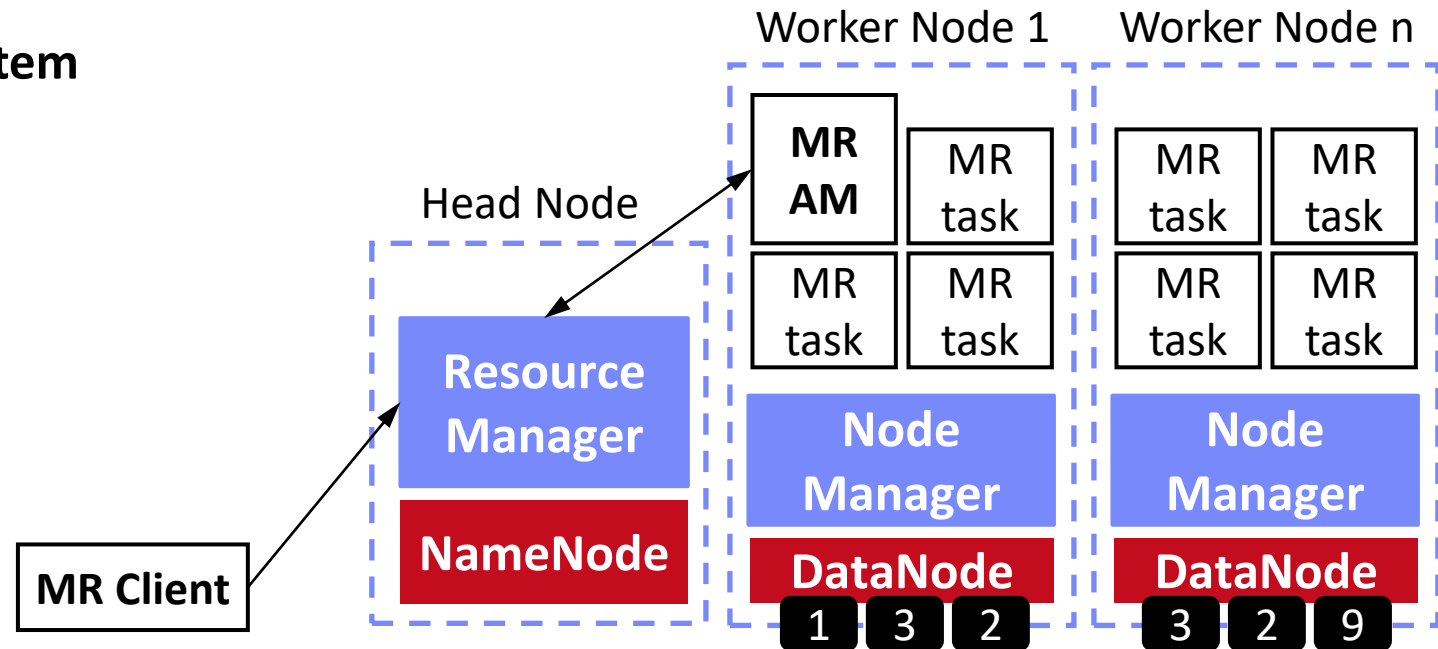 tem
Worker Node 1
Worker Node n
Head Node
MR
AM
MR
task
MR
task
MR
task
MR
task
MR
task
MR
task
MR
task
Resource
Manager
NameNode
MR Client
Node
Manager
DataNode
1 3 2
Node
Manager
DataNode
3 2 9